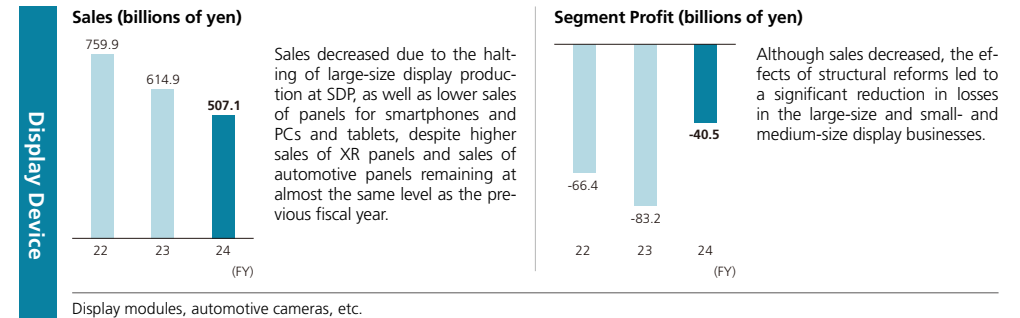 Display Device
Sales (billions of yen)
759.9
614.9
507.1
22
23
24
(FY)
Sales decreased due to the halt-
ing of large-size display produc-
tion at SDP, as well as lower sales
of panels for smartphones and
PCs and tablets, despite higher
sales of XR panels and sales of
automotive panels remaining at
almost the same level as the pre-
vious fiscal year.
Segment Profit (billions of yen)
-66.4
-83.2
-40.5
22
23
24
(FY)
Although sales decreased, the ef-
fects of structural reforms led to
a significant reduction in losses
in the large-size and small- and
medium-size display businesses.
Display modules, automotive cameras, etc.